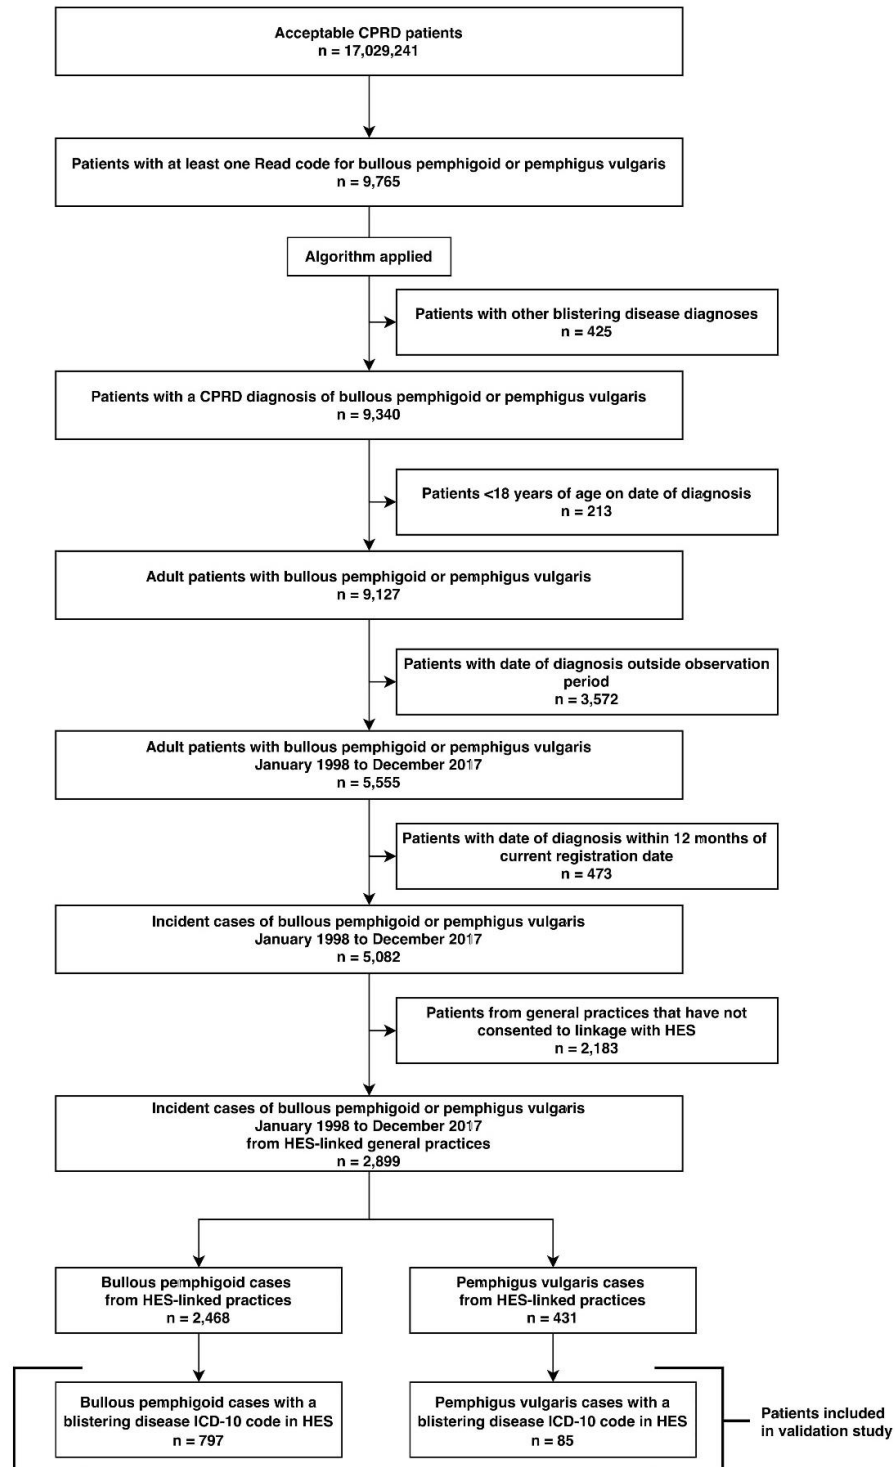 Acceptable CPRD patients
n = 17,029,241
Patients with at least one Read code for bullous pemphigoid or pemphigus vulgaris
n = 9,765
Algorithm applied
Patients with other blistering disease diagnoses
n = 425
Patients with a CPRD diagnosis of bullous pemphigoid or pemphigus vulgaris
n = 9,340
Patients <18 years of age on date of diagnosis
n = 213
Adult patients with bullous pemphigoid or pemphigus vulgaris
n = 9,127
Patients with date of diagnosis outside observation
period
n = 3,572
Adult patients with bullous pemphigoid or pemphigus vulgaris
January 1998 to December 2017
n = 5,555
Patients with date of diagnosis within 12 months of
current registration date
n = 473
Incident cases of bullous pemphigoid or pemphigus vulgaris
January 1998 to December 2017
n = 5,082
Patients from general practices that have not
consented to linkage with HES
n = 2,183
Incident cases of bullous pemphigoid or pemphigus vulgaris
January 1998 to December 2017
from HES-linked general practices
n = 2,899
Bullous pemphigoid cases
from HES-linked practices
n = 2,468
Pemphigus vulgaris cases
from HES-linked practices
n = 431
Bullous pemphigoid cases with a
blistering disease ICD-10 code in HES
n = 797
Pemphigus vulgaris cases with a
blistering disease ICD-10 code in HES
n = 85
Patients included
in validation study